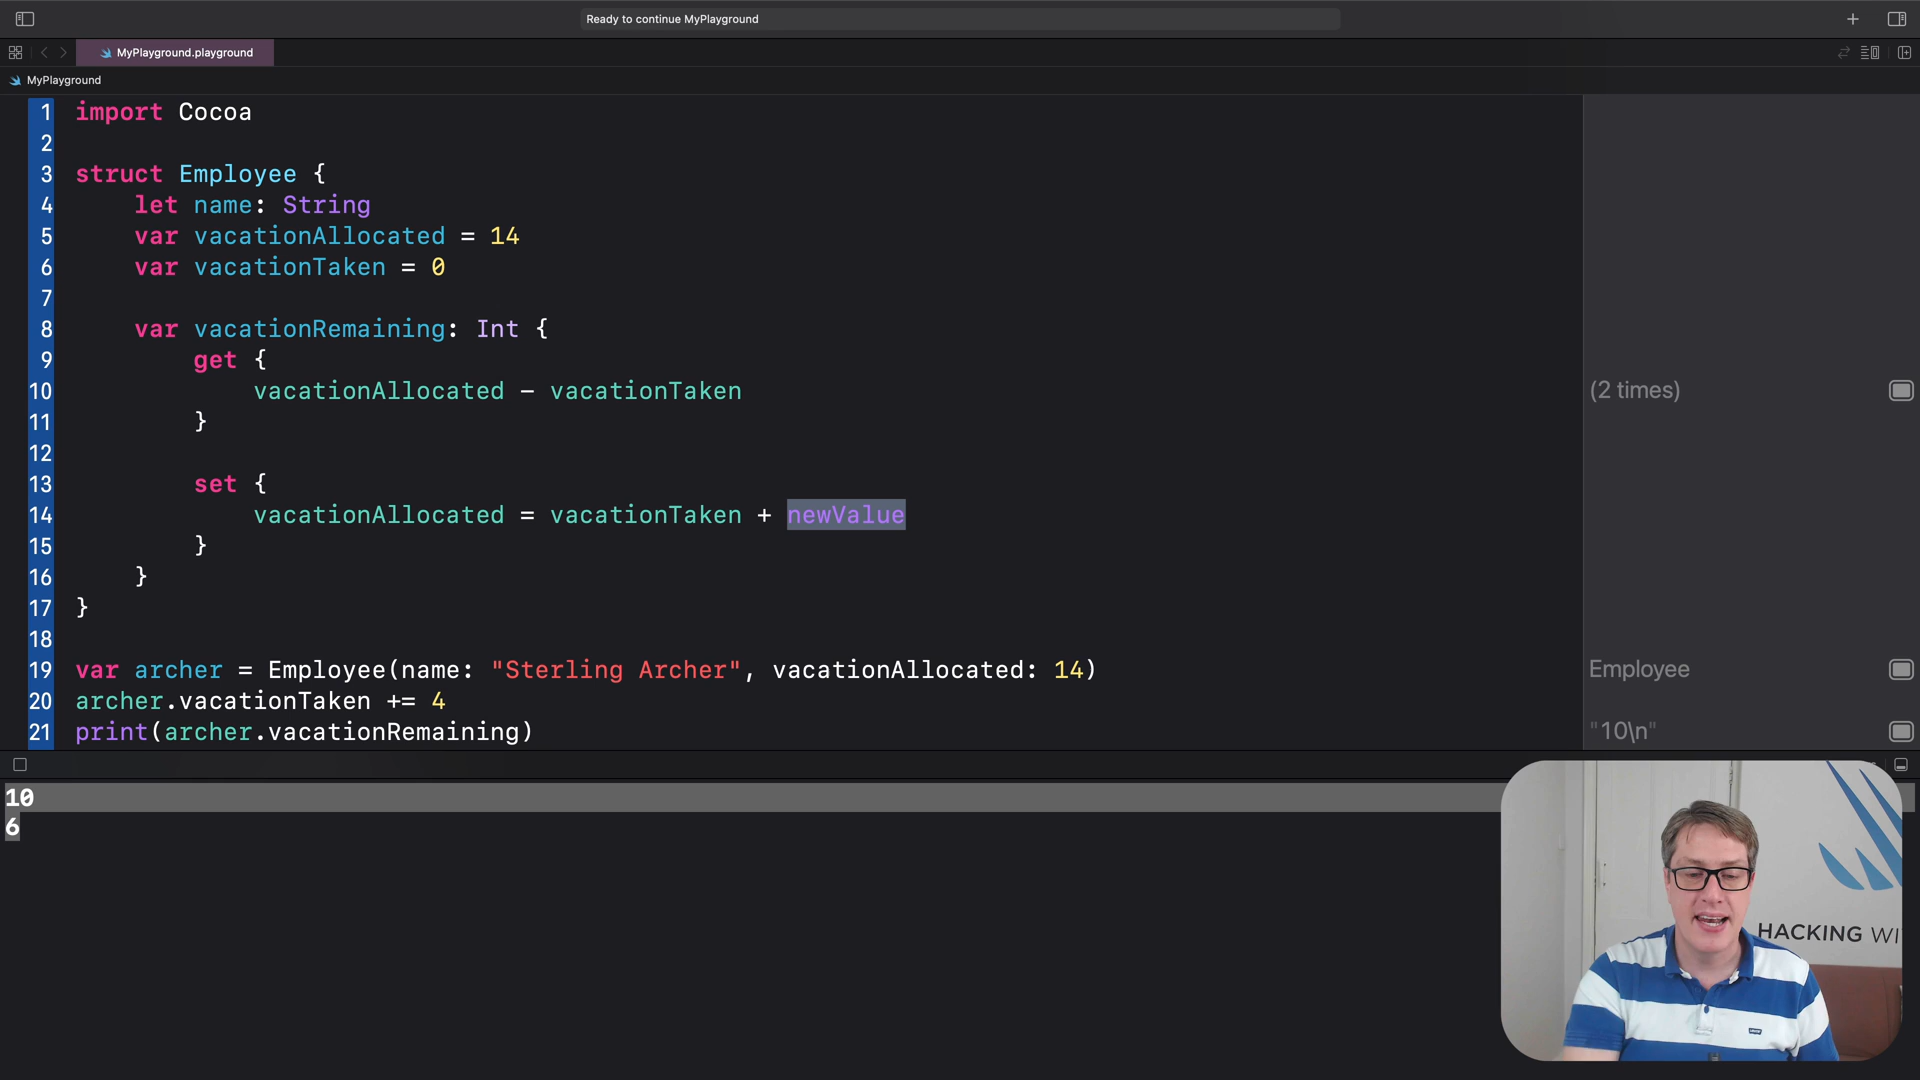 Ready to continue MyPlayground
MyPlayground.playground
MyPlayground
1 import Cocoa
2
3 struct Employee {
4 let name: String
5 var vacationAllocated = 14
6 var vacationTaken = 0
7
8 var vacationRemaining: Int {
9 get {
10 vacationAllocated - vacationTaken
(2 times)
11 }
12
13 set {
14 vacationAllocated = vacationTaken + newValue
15 }
16 }
17 }
18
19 var archer = Employee(name: "Sterling Archer", vacationAllocated: 14)
Employee
20 archer.vacationTaken += 4
21 print(archer.vacationRemaining)
"10\n"
10
6
HACKING WI